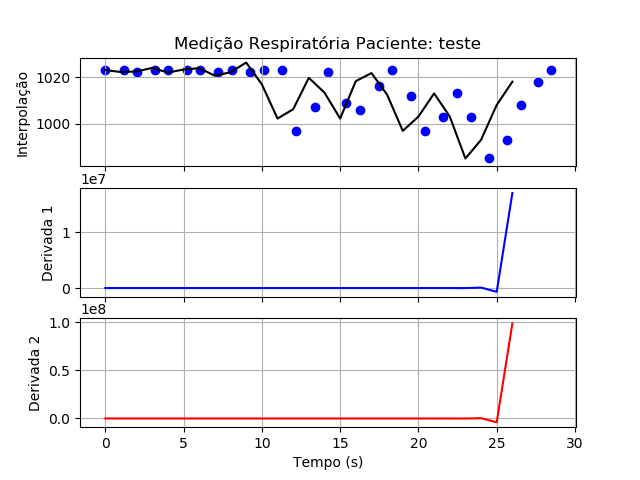 Medição Respiratória Paciente: teste
Interpolação
1020
1000
1e7
Derivada 1
1
0
1e8
Derivada 2
1.0
0.5
0.0
0 5 10 15 20 25 30
Tempo (s)